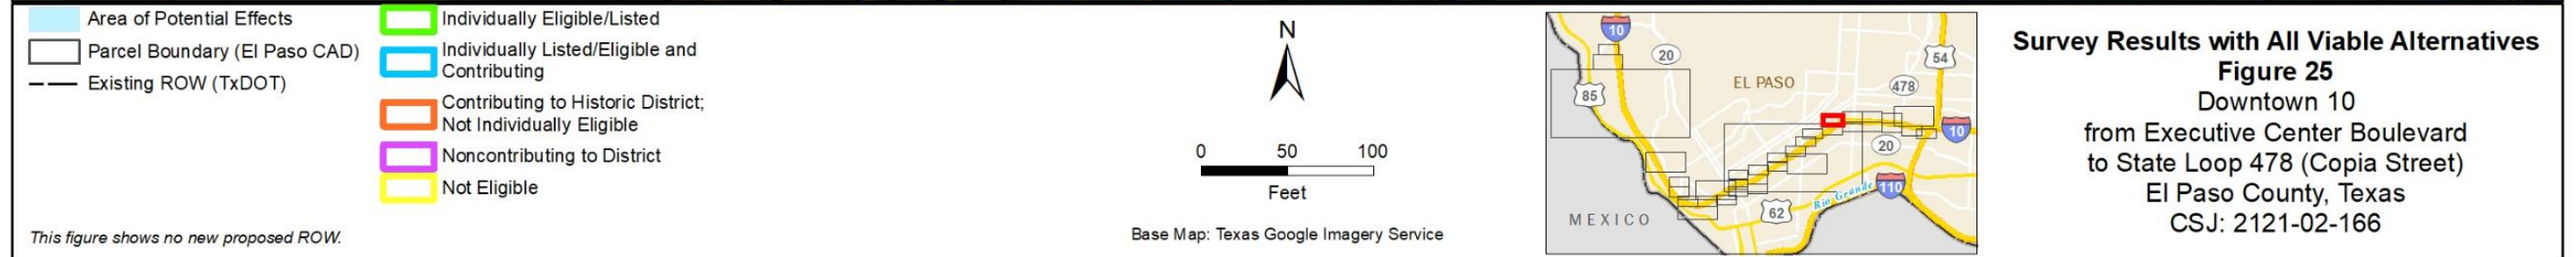 Area of Potential Effects
Parcel Boundary (El Paso CAD)
Existing ROW (TxDOT)
This figure shows no new proposed ROW.
Individually Eligible/Listed
Individually Listed/Eligible and
Contributing
Contributing to Historic District;
Not Individually Eligible
Noncontributing to District
Not Eligible
N
0 50 100
Feet
Base Map: Texas Google Imagery Service
10
20
54
85
EL PASO
478
10
20
110
Rio Grande
62
MEXICO
Survey Results with All Viable Alternatives
Figure 25
Downtown 10
from Executive Center Boulevard
to State Loop 478 (Copia Street)
El Paso County, Texas
CSJ: 2121-02-166